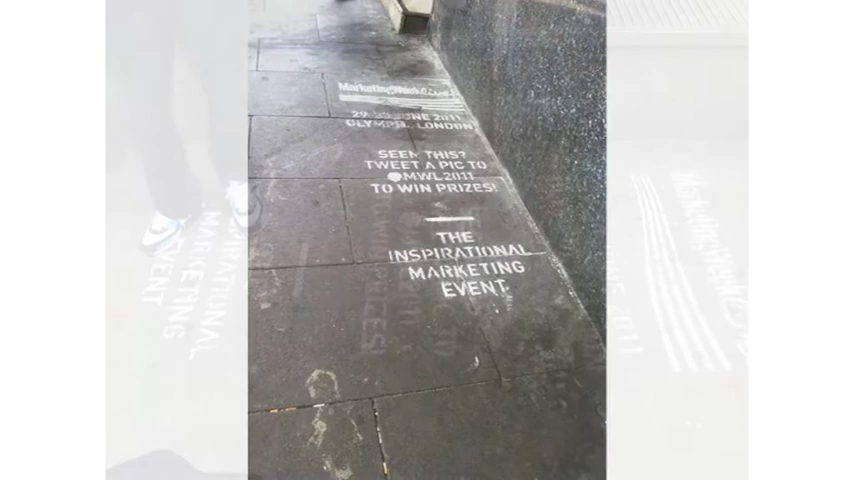 MarketingWeekLive
29-30 JUNE 2011
OLYMPIA, LONDON
SEEN THIS?
TWEET A PIC TO
@MWL2011
TO WIN PRIZES!
THE
INSPIRATIONAL
MARKETING
EVENT